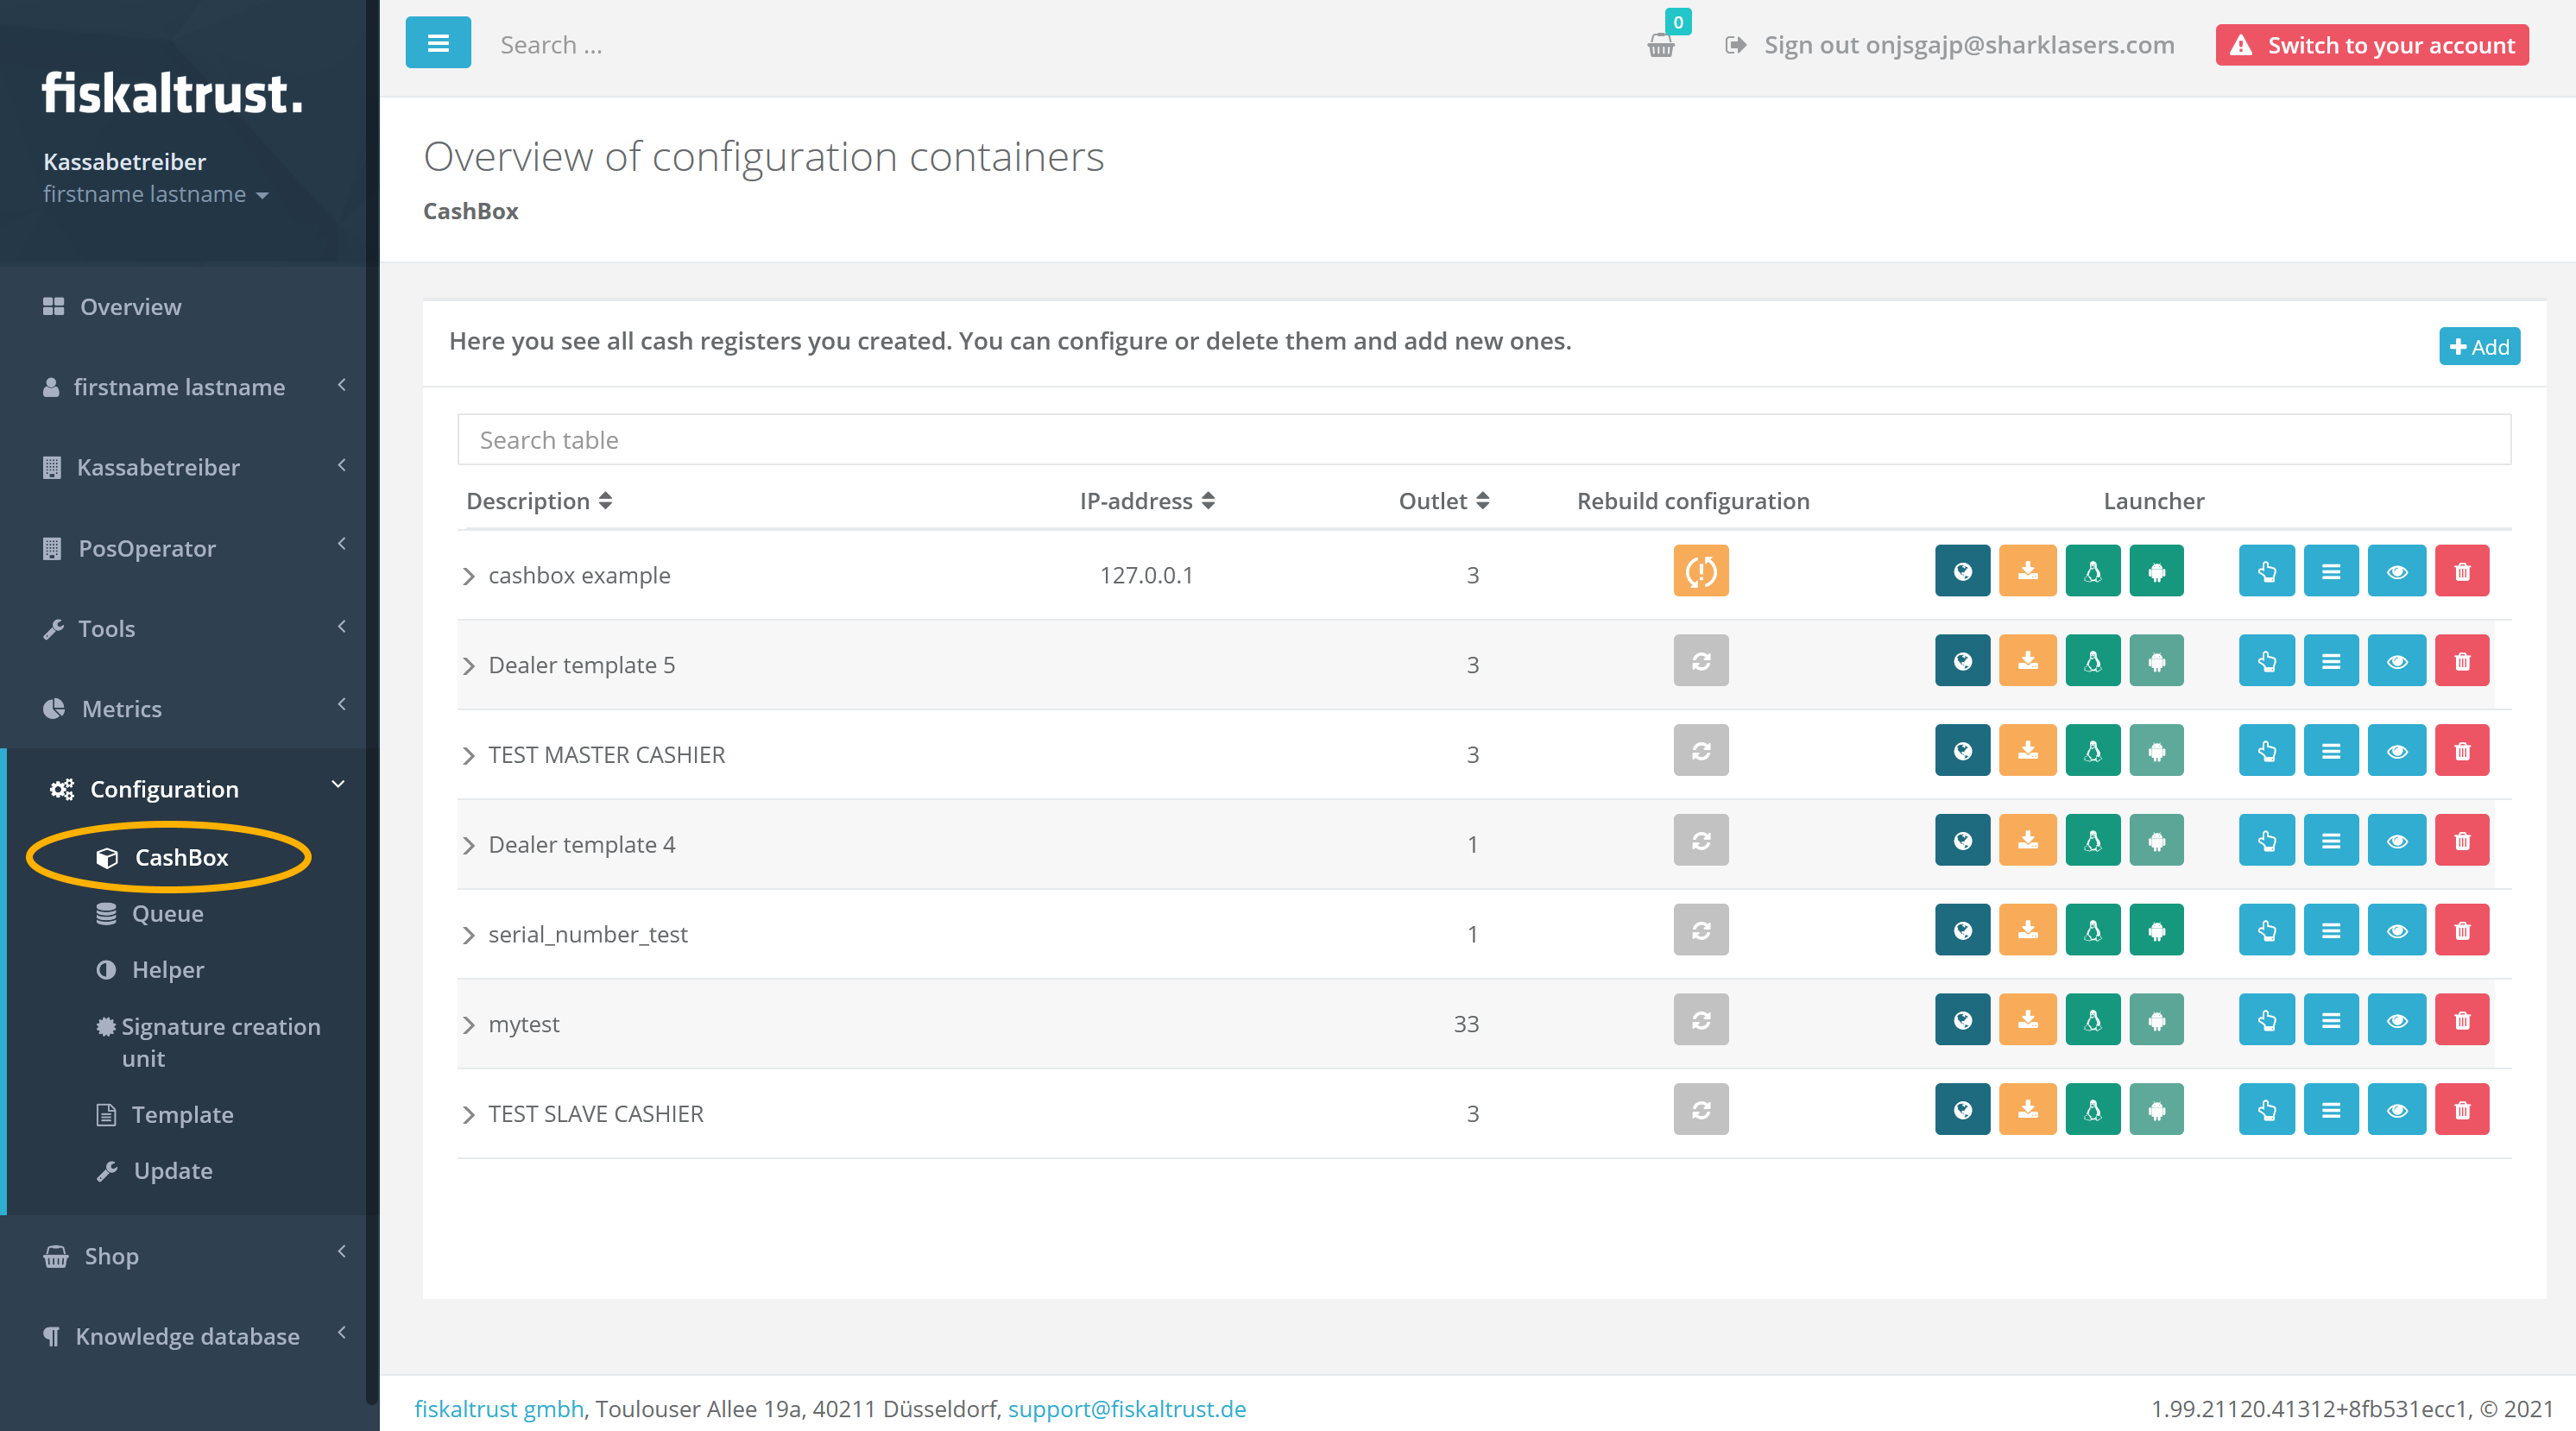 fiskaltrust.
Kassabetreiber
firstname lastname
Overview
firstname lastname
Kassabetreiber
PosOperator
Tools
Metrics
Configuration
CashBox
Queue
Helper
Signature creation
unit
Template
Update
Shop
Knowledge database
Search ...
0
Sign out onjsgajp@sharklasers.com
Switch to your account
Overview of configuration containers
CashBox
Here you see all cash registers you created. You can configure or delete them and add new ones.
Add
Search table
Description IP-address Outlet Rebuild configuration Launcher
cashbox example 127.0.0.1 3
Dealer template 5 3
TEST MASTER CASHIER 3
Dealer template 4 1
serial_number_test 1
mytest 33
TEST SLAVE CASHIER 3
fiskaltrust gmbh, Toulouser Allee 19a, 40211 Düsseldorf, support@fiskaltrust.de
1.99.21120.41312+8fb531ecc1, © 2021